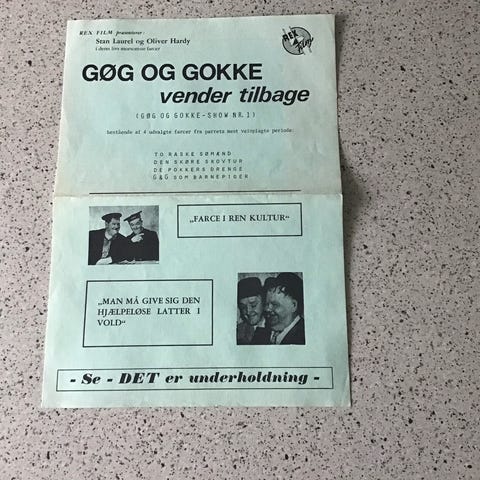 REX FILM præsenterer:
Stan Laurel og Oliver Hardy
i deres livs morsomste farcer
REX
Film
GØG OG GOKKE
vender tilbage
(GØG OG GOKKE-SHOW NR.1)
bestående af 4 udvalgte farcer fra parrets mest vellykkede periode:
TO RASKE SØMÆND
DEN SKØRE SKOVTUR
DE POKKERS DRENGE
G&G SOM BARNEPIGER
„FARCE I REN KULTUR“
„MAN MÅ GIVE SIG DEN
HJÆLPELØSE LATTER I
VOLD“
- Se - DET er underholdning -